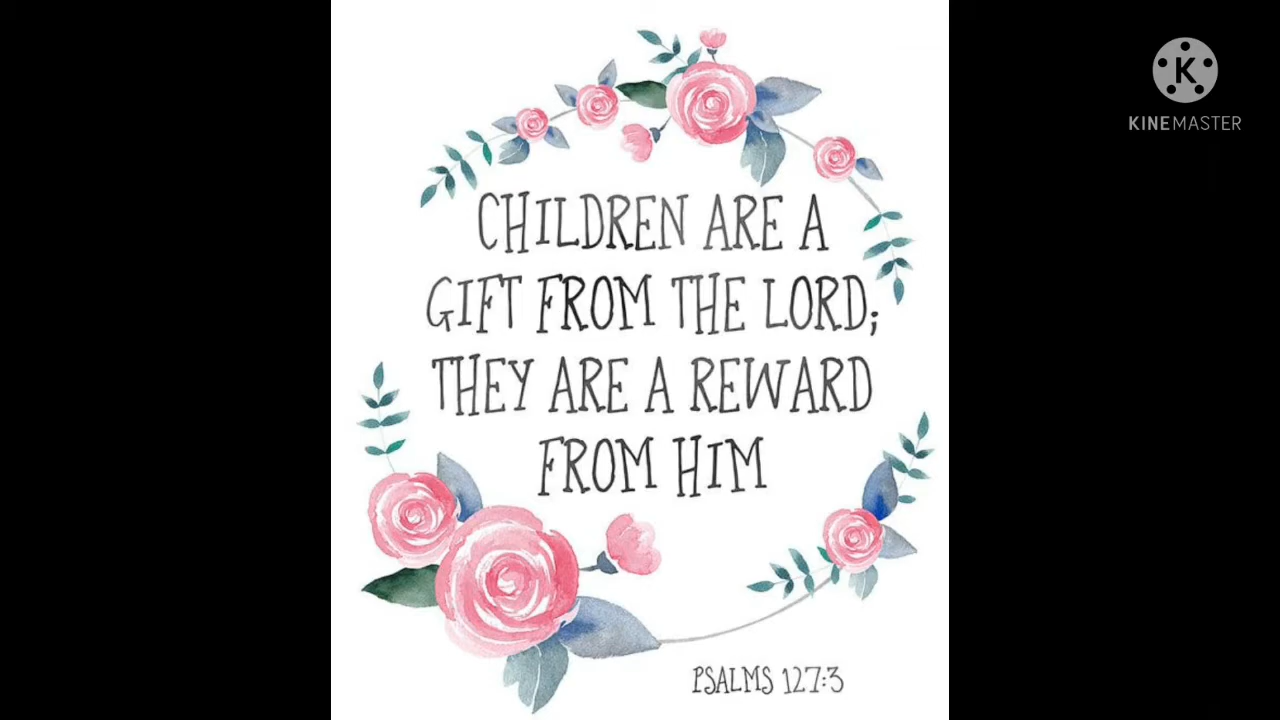 K
KINEMASTER
CHILDREN ARE A
GIFT FROM THE LORD;
THEY ARE A REWARD
FROM HIM
PSALMS 127:3